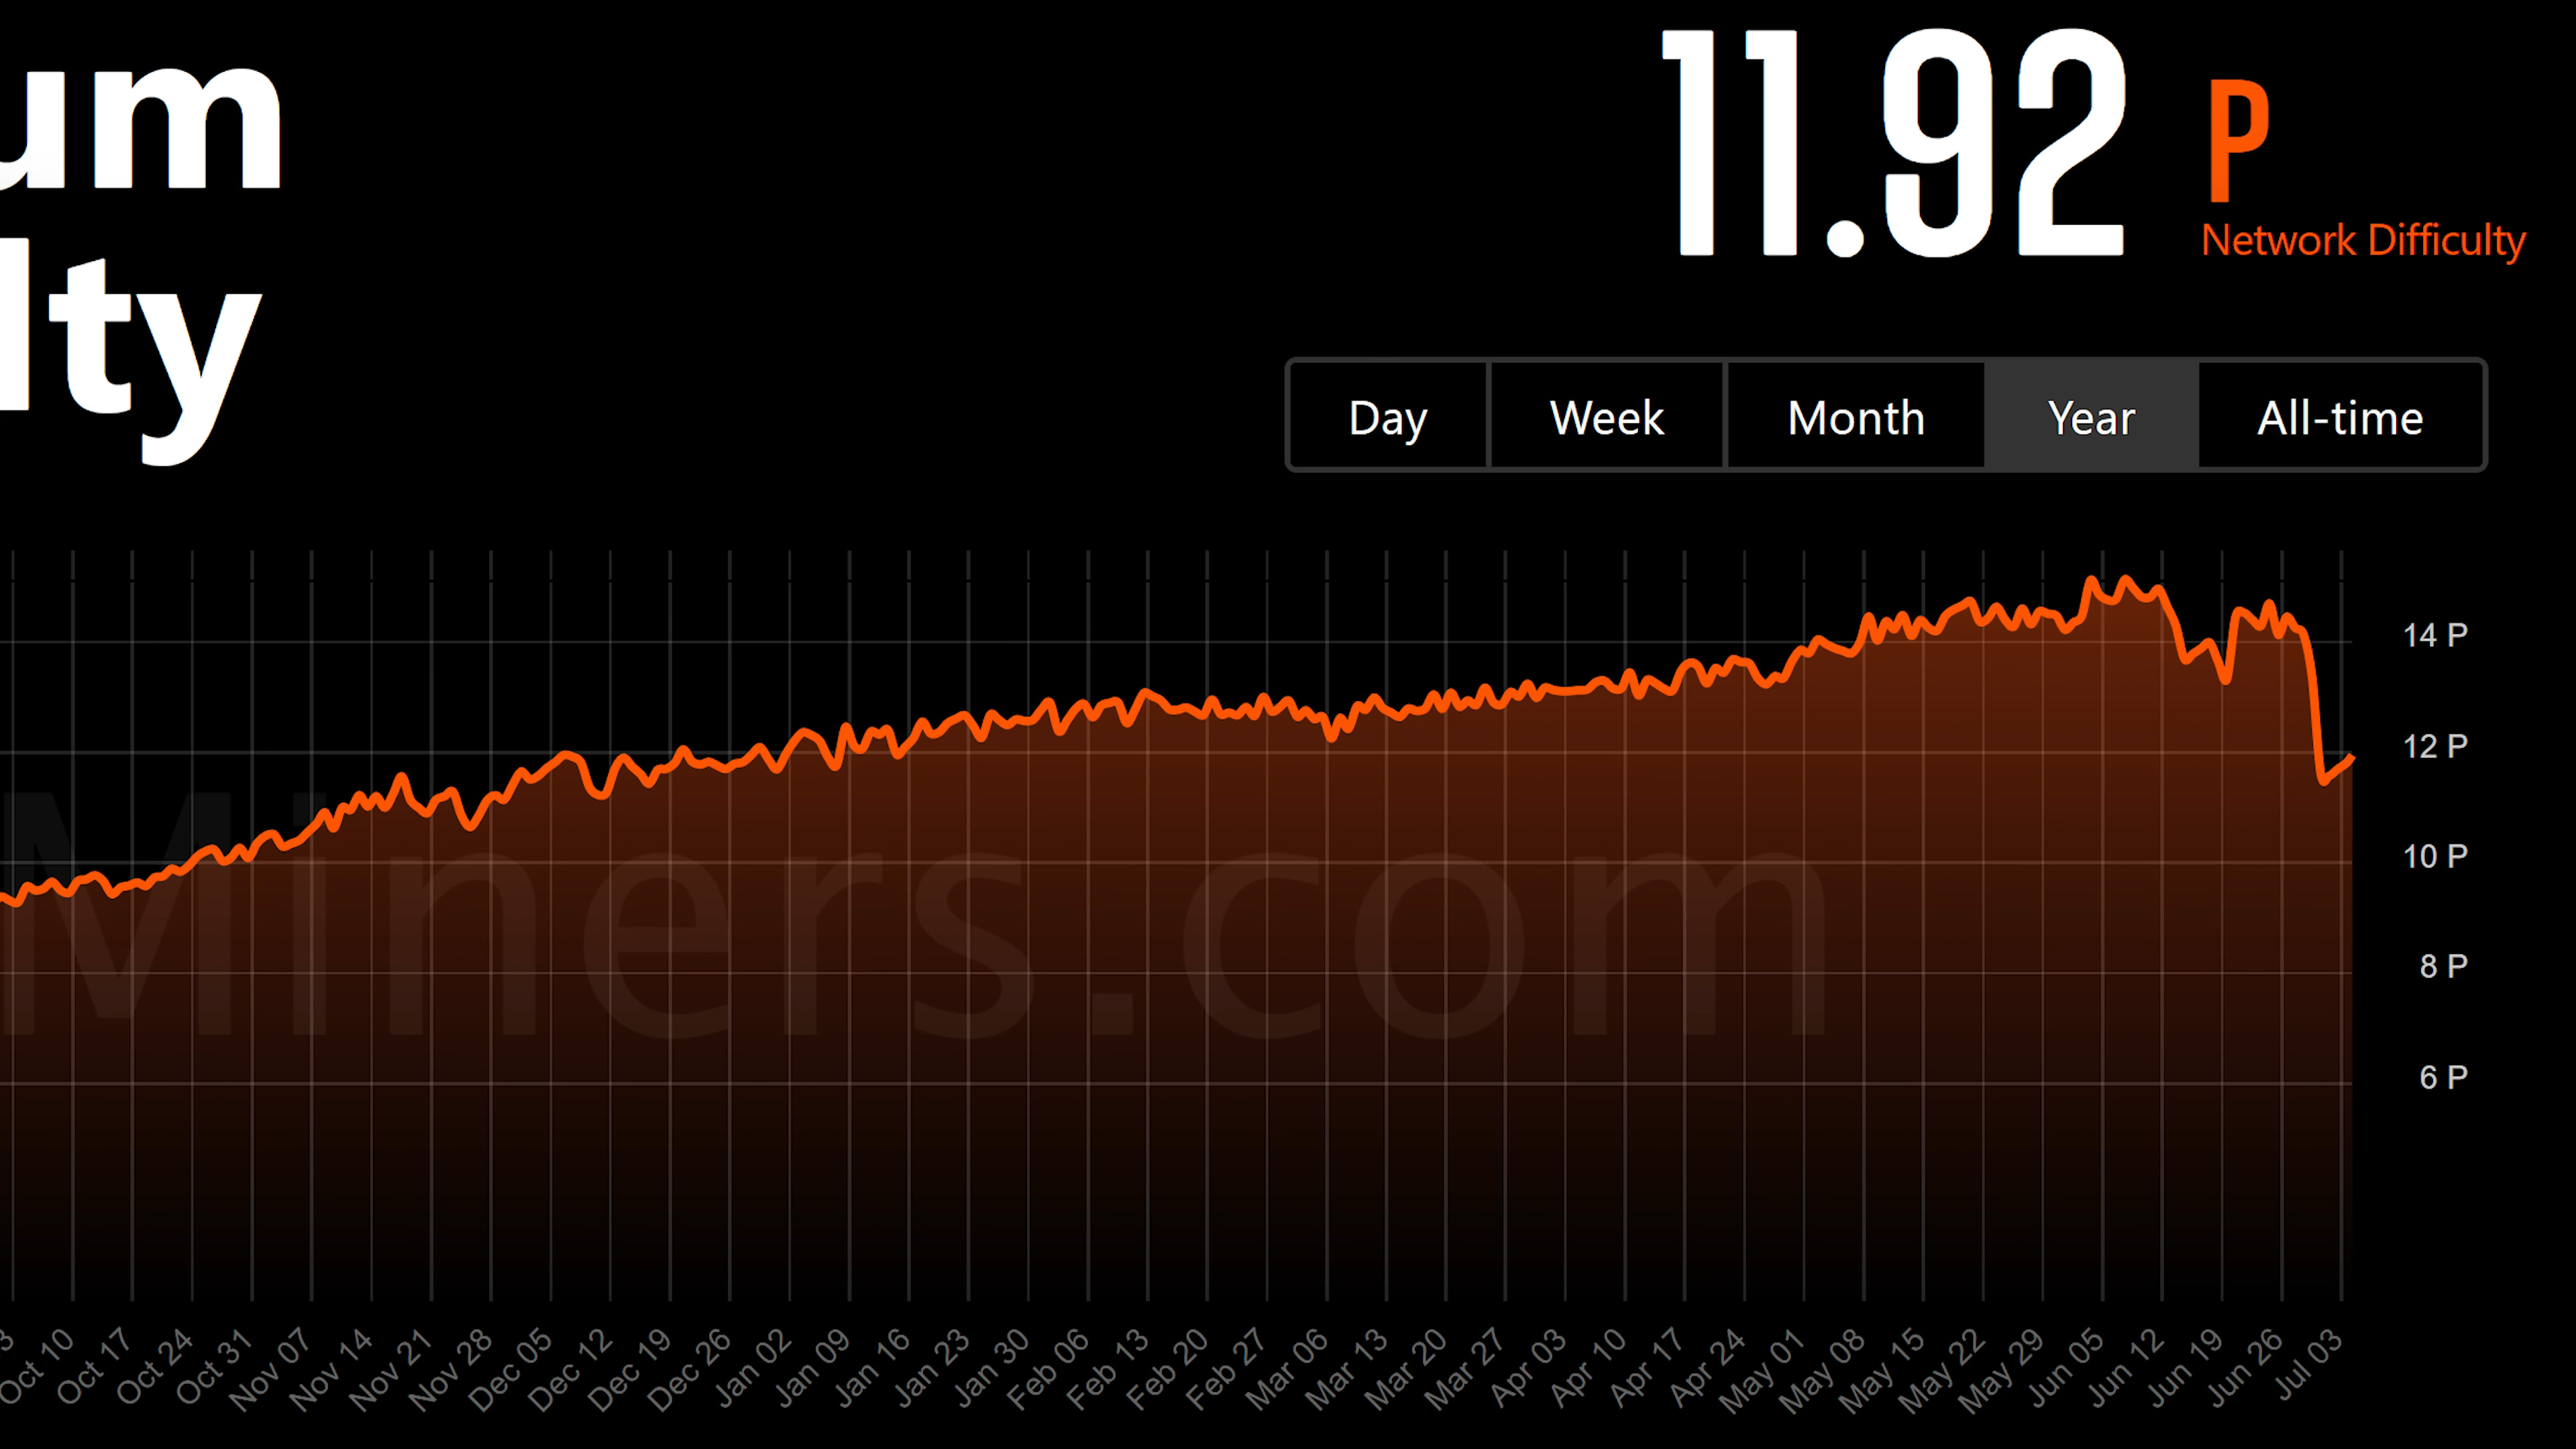 um
lty
11.92 P
Network Difficulty
Day Week Month Year All-time
14 P
12 P
10 P
8 P
6 P
Miners.com
3 Oct 10 Oct 17 Oct 24 Oct 31 Nov 07 Nov 14 Nov 21 Nov 28 Dec 05 Dec 12 Dec 19 Dec 26 Jan 02 Jan 09 Jan 16 Jan 23 Jan 30 Feb 06 Feb 13 Feb 20 Feb 27 Mar 06 Mar 13 Mar 20 Mar 27 Apr 03 Apr 10 Apr 17 Apr 24 May 01 May 08 May 15 May 22 May 29 Jun 05 Jun 12 Jun 19 Jun 26 Jul 03